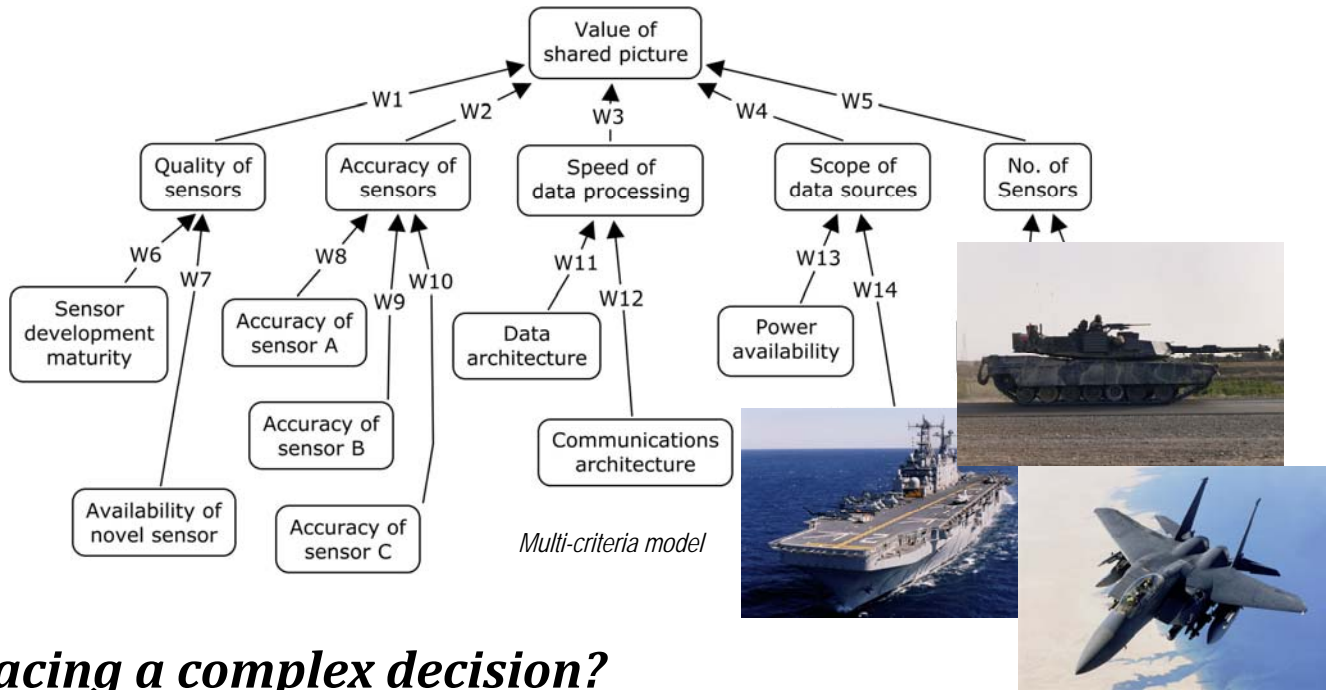 Value of
shared picture
W1
W2
W3
W4
W5
Quality of
sensors
Accuracy of
sensors
Speed of
data processing
Scope of
data sources
No. of
Sensors
W6
W7
W8
W9
W10
W11
W12
W13
W14
Sensor
development
maturity
Accuracy of
sensor A
Data
architecture
Power
availability
Accuracy of
sensor B
Communications
architecture
Availability of
novel sensor
Accuracy of
sensor C
Multi-criteria model
acing a complex decision?